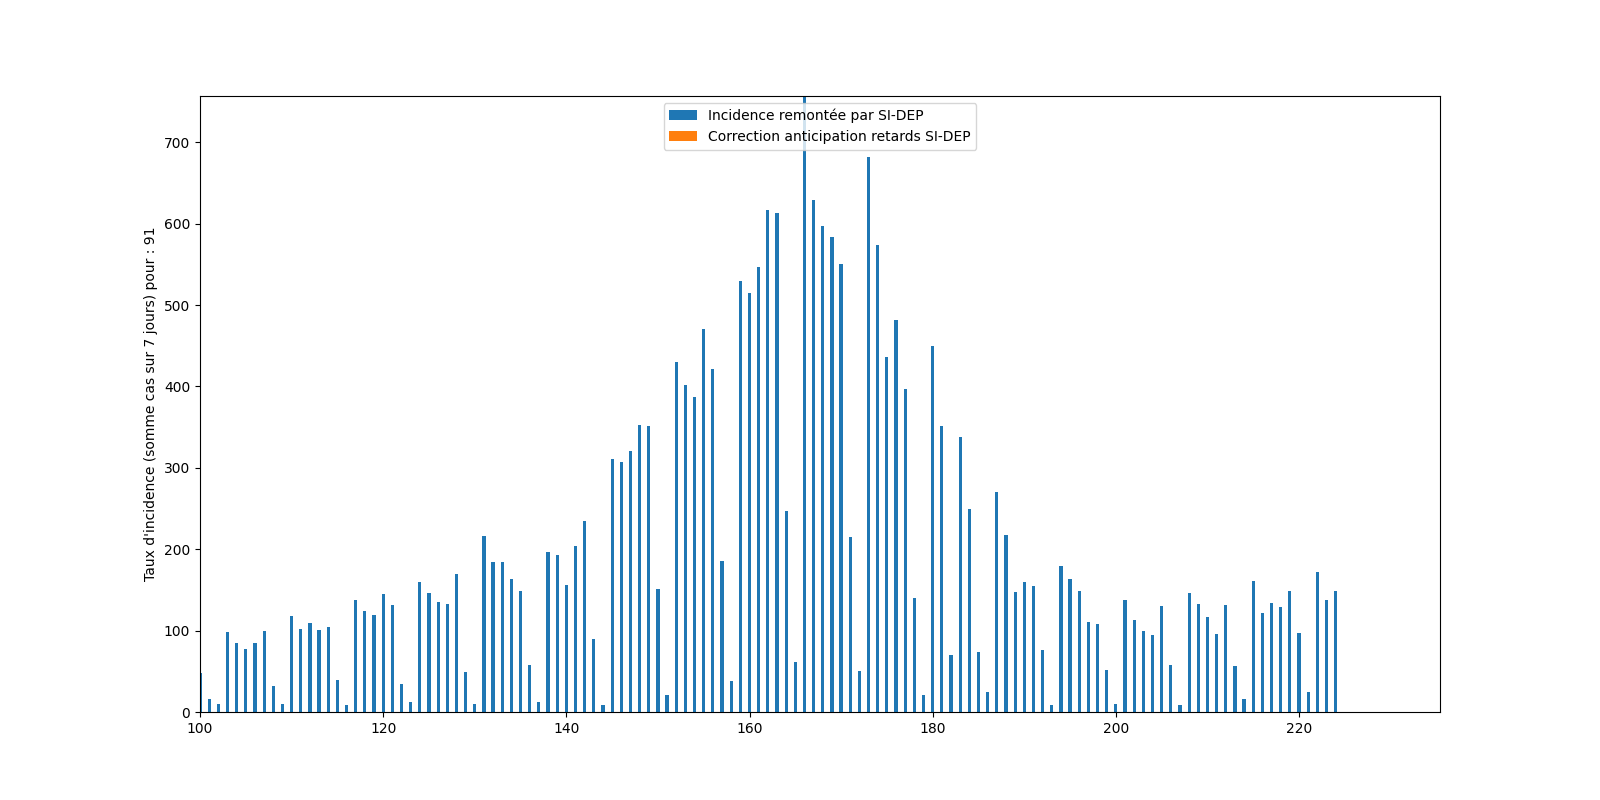 Incidence remontée par SI-DEP
Correction anticipation retards SI-DEP
Taux d'incidence (somme cas sur 7 jours) pour : 91
700
600
500
400
300
200
100
0
100 120 140 160 180 200 220